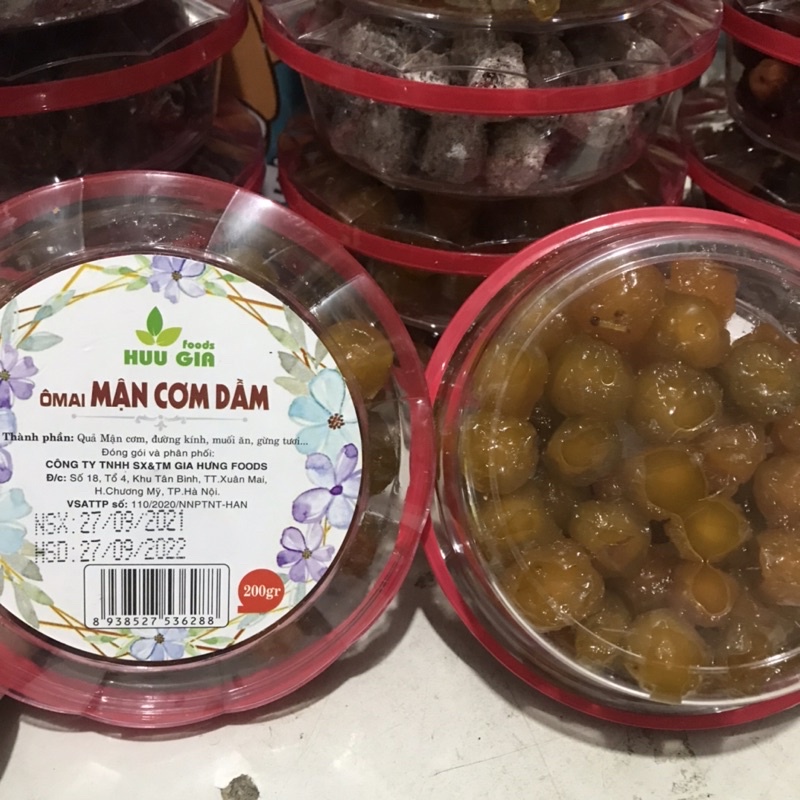 foods
HUU GIA
ÔMAI MẬN CƠM DẦM
Thành phần: Quả Mận cơm, đường kính, muối ăn, gừng tươi...
Đóng gói và phân phối:
CÔNG TY TNHH SX&TM GIA HƯNG FOODS
Đ/c: Số 18, Tổ 4, Khu Tân Bình, TT.Xuân Mai,
H.Chương Mỹ, TP.Hà Nội.
VSATTP số: 110/2020/NNPTNT-HAN
NSX: 27/09/2021
HSD: 27/09/2022
200gr
8 938527 536288